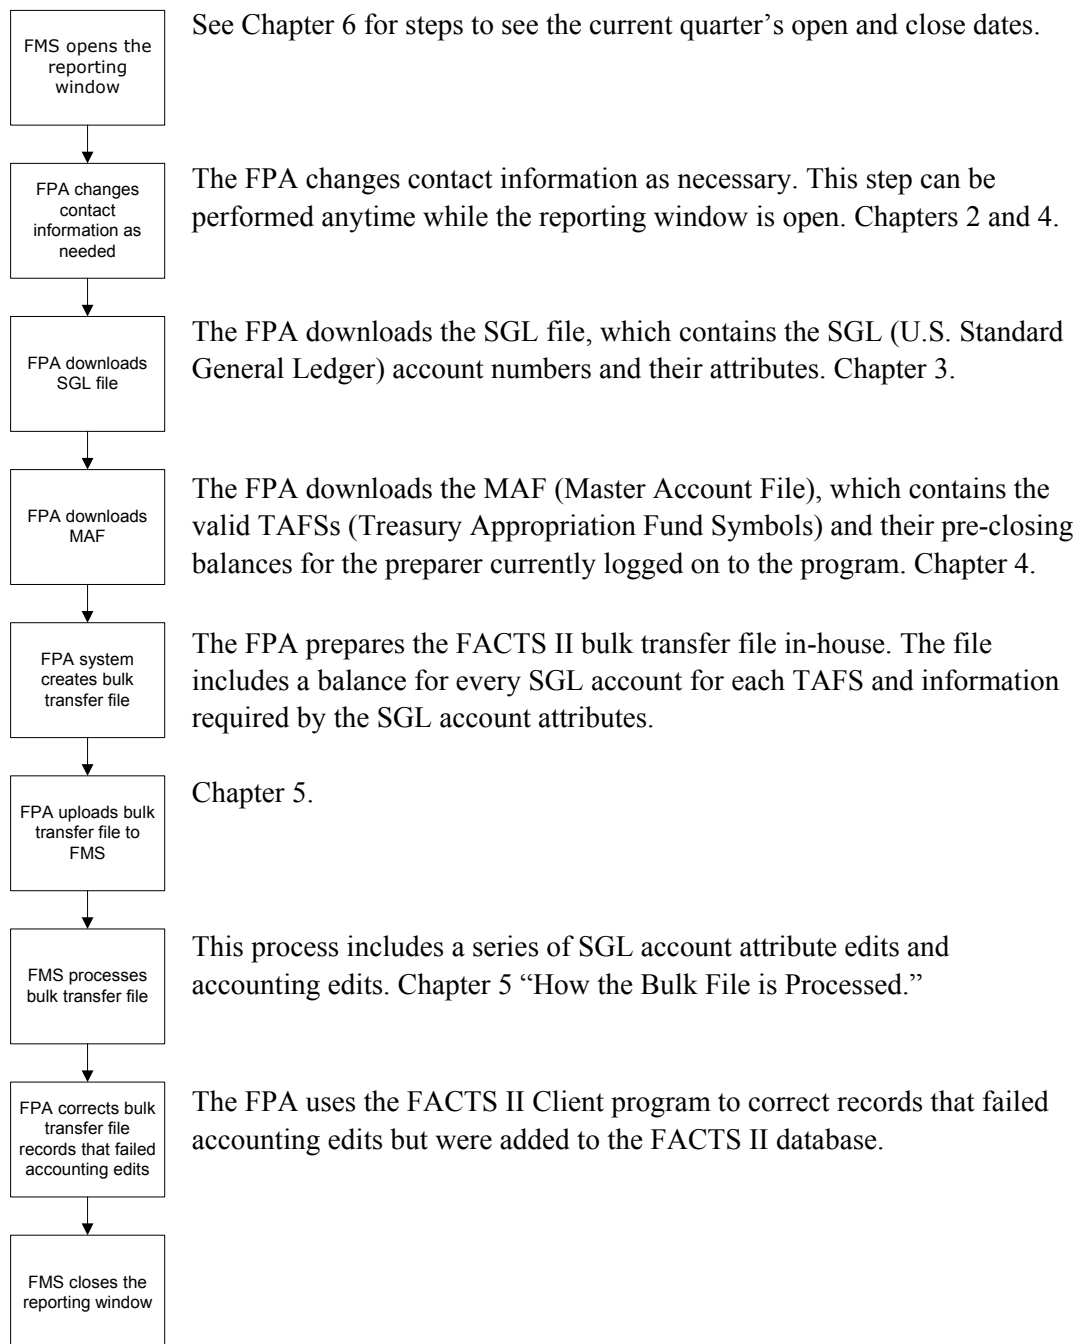 FMS opens the
reporting
window
See Chapter 6 for steps to see the current quarter’s open and close dates.
FPA changes
contact
information as
needed
The FPA changes contact information as necessary. This step can be
performed anytime while the reporting window is open. Chapters 2 and 4.
FPA downloads
SGL file
The FPA downloads the SGL file, which contains the SGL (U.S. Standard
General Ledger) account numbers and their attributes. Chapter 3.
FPA downloads
MAF
The FPA downloads the MAF (Master Account File), which contains the
valid TAFSs (Treasury Appropriation Fund Symbols) and their pre-closing
balances for the preparer currently logged on to the program. Chapter 4.
FPA system
creates bulk
transfer file
The FPA prepares the FACTS II bulk transfer file in-house. The file
includes a balance for every SGL account for each TAFS and information
required by the SGL account attributes.
FPA uploads bulk
transfer file to
FMS
Chapter 5.
FMS processes
bulk transfer file
This process includes a series of SGL account attribute edits and
accounting edits. Chapter 5 “How the Bulk File is Processed.”
FPA corrects bulk
transfer file
records that failed
accounting edits
The FPA uses the FACTS II Client program to correct records that failed
accounting edits but were added to the FACTS II database.
FMS closes the
reporting window